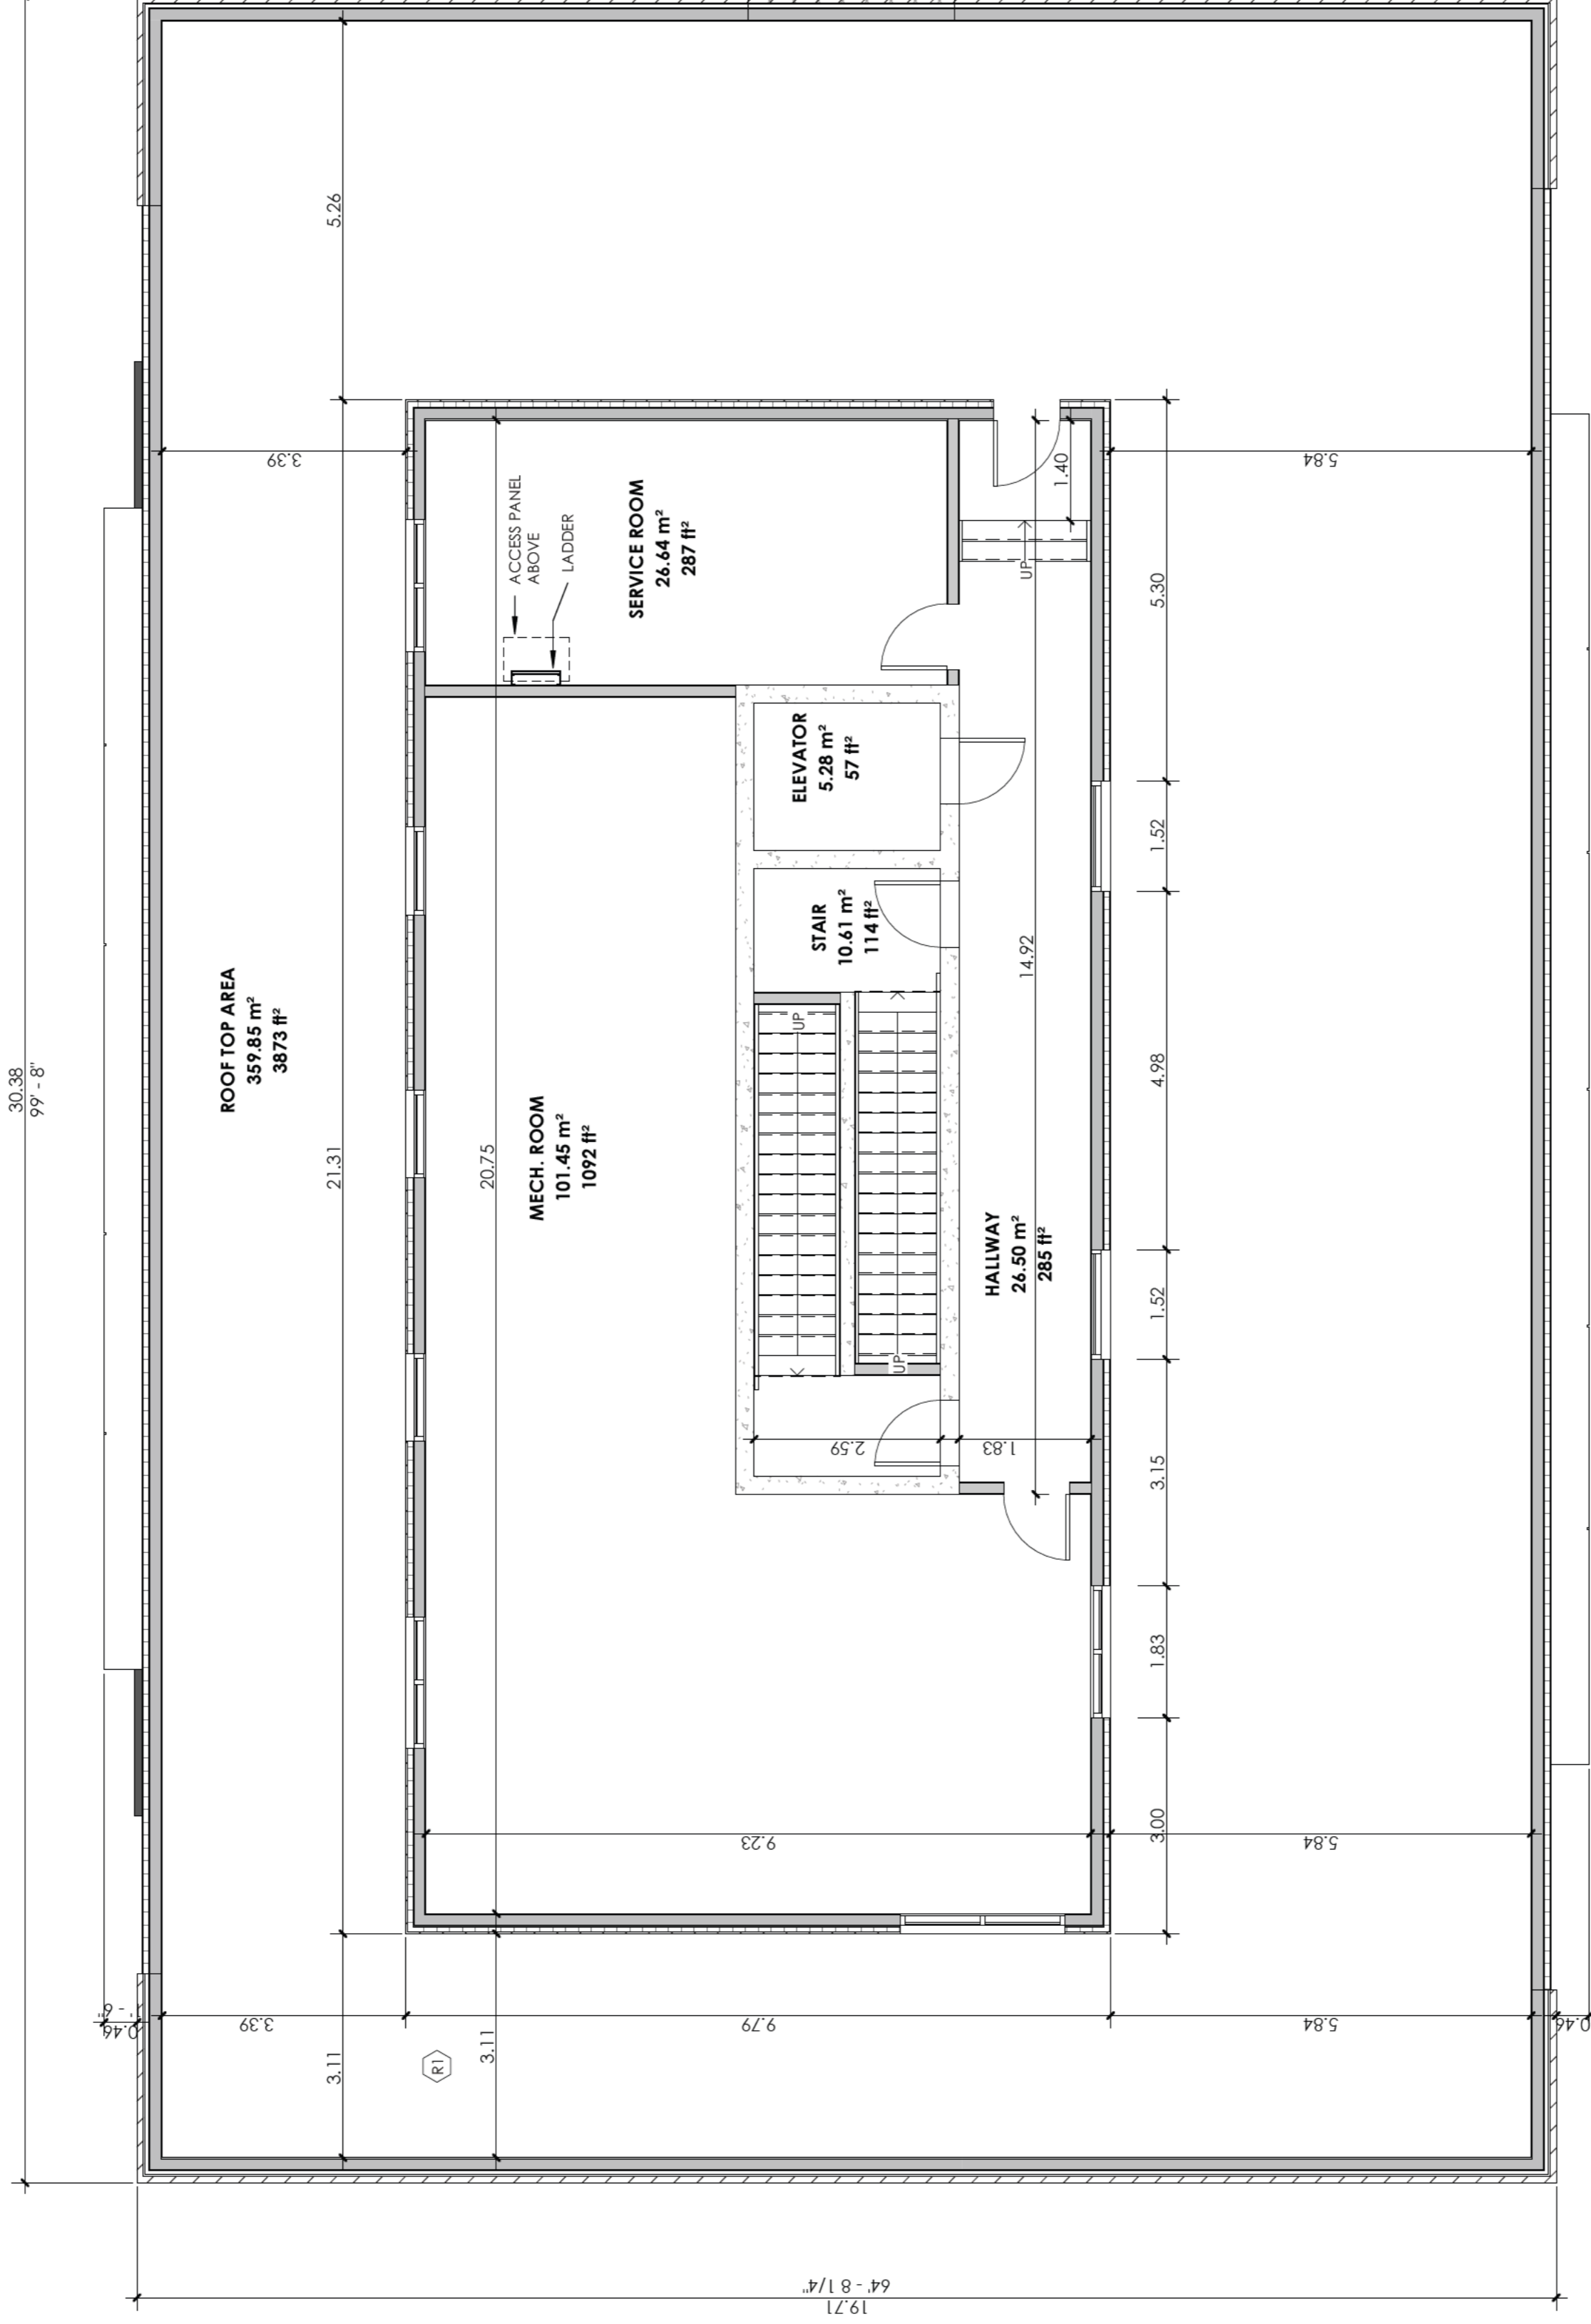 30.38
99' - 8"
5.26
21.31
3.11
ROOF TOP AREA
359.85 m²
3873 ft²
3.39
20.75
3.11
R1
ACCESS PANEL
ABOVE
LADDER
SERVICE ROOM
26.64 m²
287 ft²
MECH. ROOM
101.45 m²
1092 ft²
ELEVATOR
5.28 m²
57 ft²
STAIR
10.61 m²
114 ft²
UP
UP
UP
HALLWAY
26.50 m²
285 ft²
14.92
1.40
2.59
1.83
9.23
5.30
1.52
4.98
1.52
3.15
1.83
3.00
5.84
5.84
0.46
3.39
9.79
5.84
0.46
64' - 8 1/4"
19.71